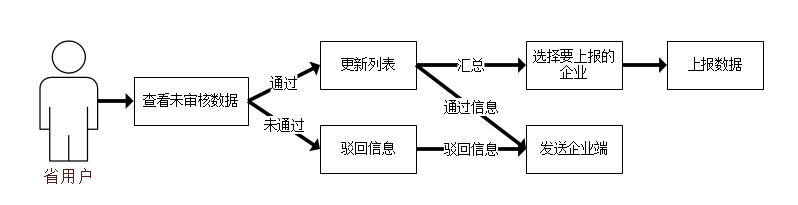 省用户
查看未审核数据
通过
未通过
更新列表
驳回信息
汇总
通过信息
驳回信息
选择要上报的
企业
发送企业端
上报数据